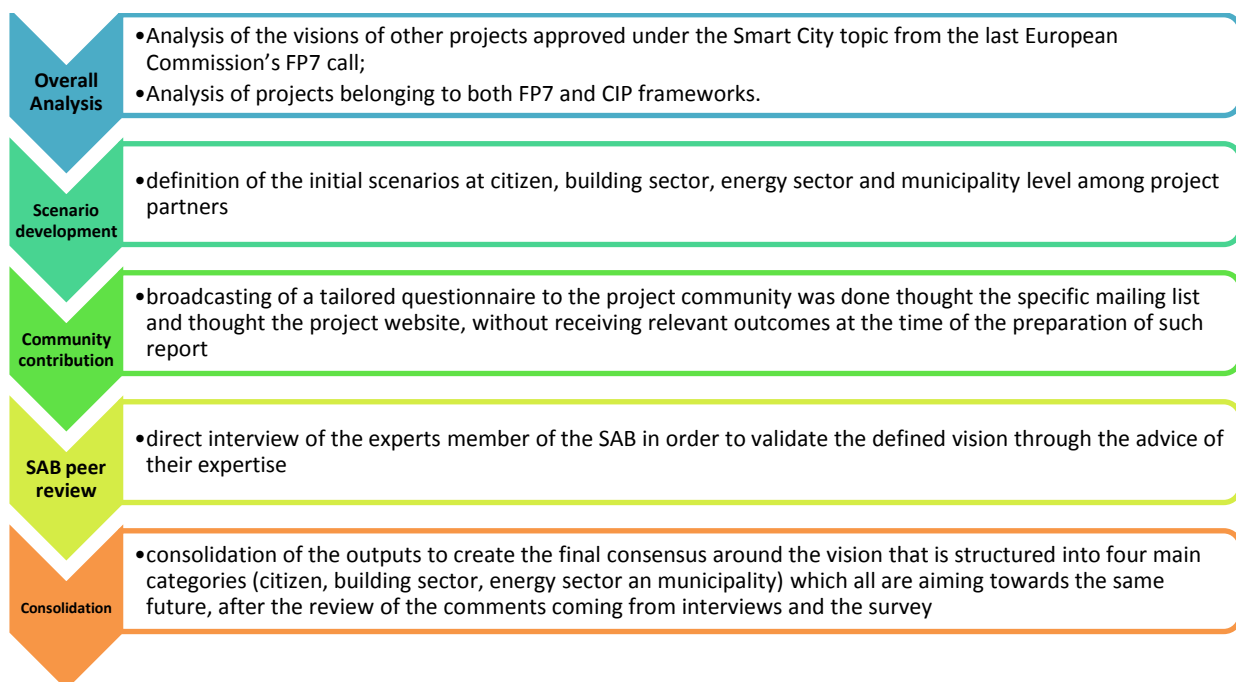 Overall
Analysis
•Analysis of the visions of other projects approved under the Smart City topic from the last European
Commission’s FP7 call;
•Analysis of projects belonging to both FP7 and CIP frameworks.
Scenario
development
•definition of the initial scenarios at citizen, building sector, energy sector and municipality level among project
partners
Community
contribution
•broadcasting of a tailored questionnaire to the project community was done thought the specific mailing list
and thought the project website, without receiving relevant outcomes at the time of the preparation of such
report
SAB peer
review
•direct interview of the experts member of the SAB in order to validate the defined vision through the advice of
their expertise
Consolidation
•consolidation of the outputs to create the final consensus around the vision that is structured into four main
categories (citizen, building sector, energy sector an municipality) which all are aiming towards the same
future, after the review of the comments coming from interviews and the survey